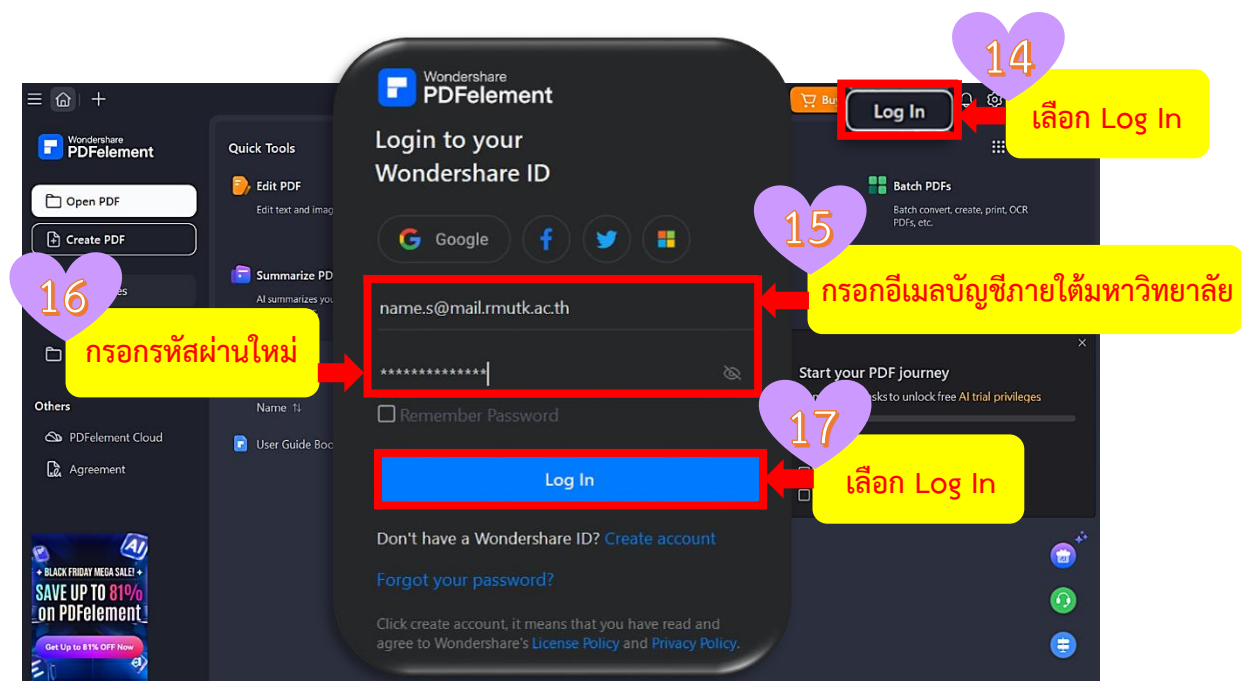 14
เลือก Log In
Log In
Wondershare
PDFelement
Quick Tools
Open PDF
Create PDF
Edit PDF
Edit text and imag
Summarize PD
AI summarizes you
Batch PDFs
Batch convert, create, print, OCR
PDFs, etc.
16
กรอกรหัสผ่านใหม่
Others
PDFelement Cloud
Agreement
Name
User Guide Boo
BLACK FRIDAY MEGA SALE!
SAVE UP TO 81%
on PDFelement
Get Up to 81% OFF Now
AI
Wondershare
PDFelement
Login to your
Wondershare ID
Google
name.s@mail.rmutk.ac.th
**************
Remember Password
Log In
Don't have a Wondershare ID? Create account
Forgot your password?
Click create account, it means that you have read and
agree to Wondershare's License Policy and Privacy Policy.
15
กรอกอีเมลบัญชีภายใต้มหาวิทยาลัย
Start your PDF journey
to unlock free AI trial privileges
17
เลือก Log In